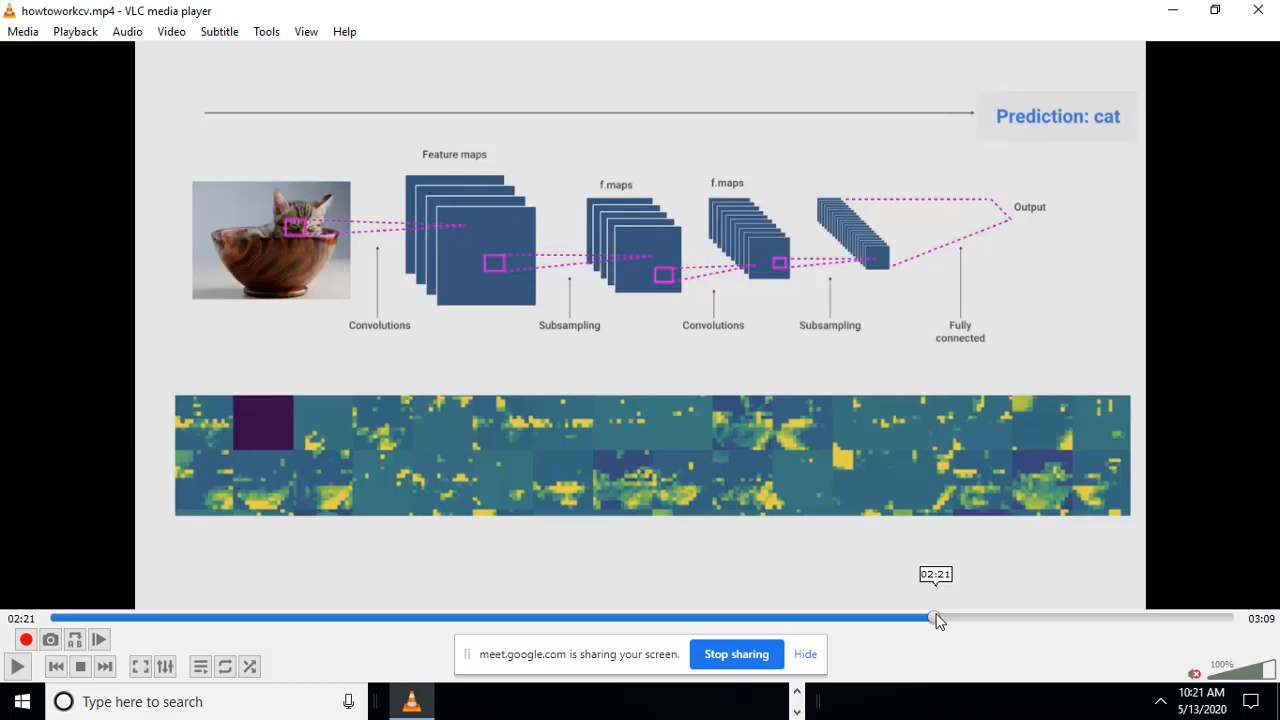 howtoworkcv.mp4 - VLC media player
Media Playback Audio Video Subtitle Tools View Help
Prediction: cat
Feature maps
f.maps
f.maps
Output
Convolutions
Subsampling
Convolutions
Subsampling
Fully
connected
02:21
02:21
03:09
meet.google.com is sharing your screen.
Stop sharing
Hide
A B
100%
Type here to search
10:21 AM
5/13/2020